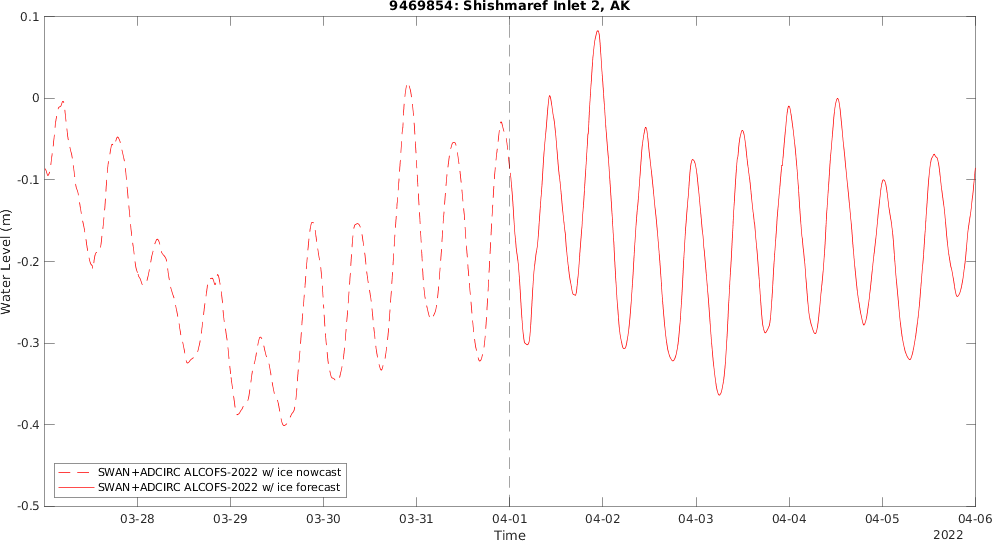 9469854: Shishmaref Inlet 2, AK
0.1
0
-0.1
-0.2
-0.3
-0.4
-0.5
Water Level (m)
SWAN+ADCIRC ALCOFS-2022 w/ ice nowcast
SWAN+ADCIRC ALCOFS-2022 w/ ice forecast
03-28 03-29 03-30 03-31 04-01 04-02 04-03 04-04 04-05 04-06
Time
2022